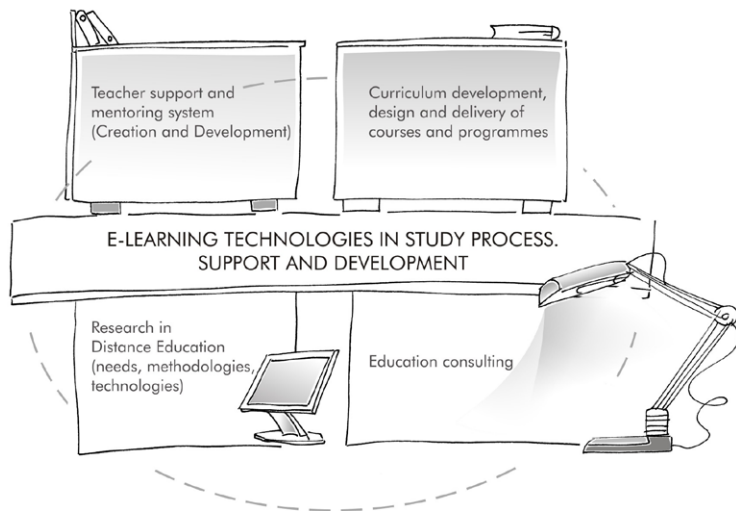 Teacher support and
mentoring system
(Creation and Development)
Curriculum development,
design and delivery of
courses and programmes
E-LEARNING TECHNOLOGIES IN STUDY PROCESS.
SUPPORT AND DEVELOPMENT
Research in
Distance Education
(needs, methodologies,
technologies)
Education consulting